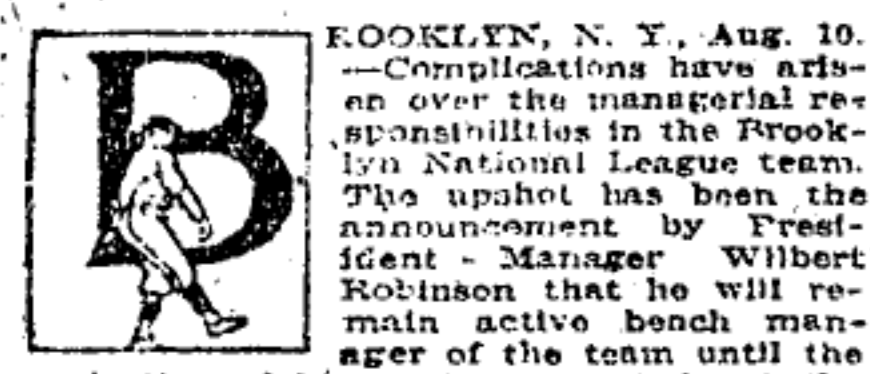 BROOKLYN, N. Y., Aug. 10.
—Complications have aris-
en over the managerial re-
sponsibilities in the Brook-
lyn National League team.
The upshot has been the
announcement by Presi-
ident - Manager Wilbert
Robinson that he will re-
main active bench man-
ager of the team until the